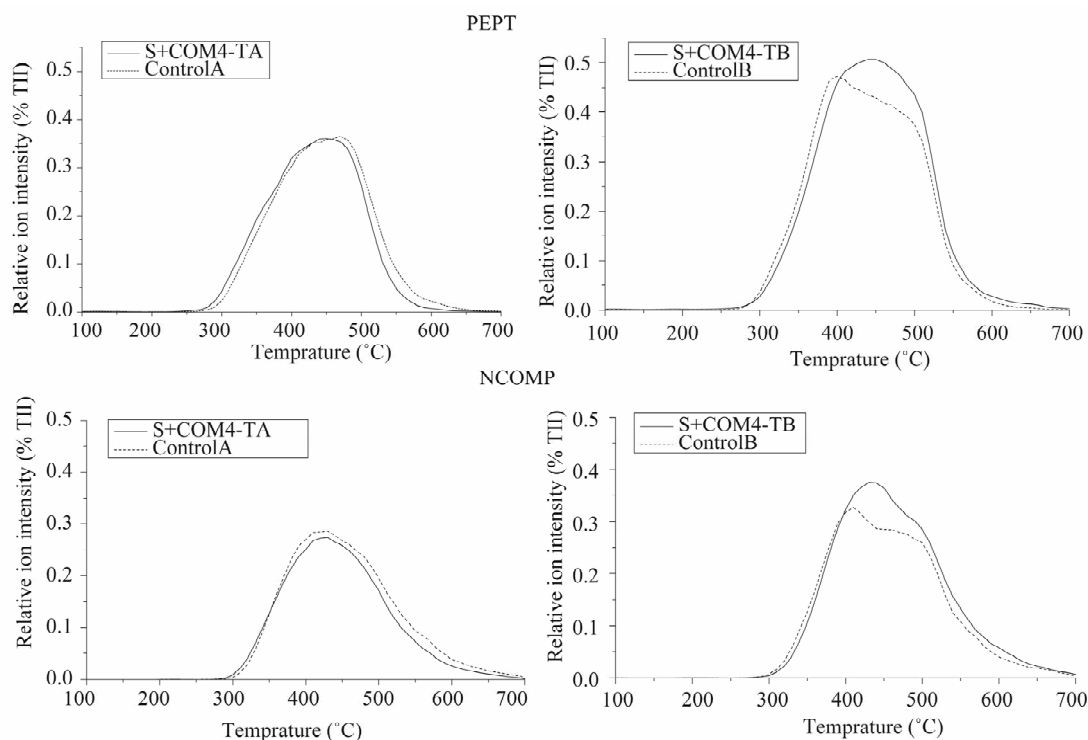 PEPT
S+COM4-TA
ControlA
Relative ion intensity (% TII)
0.5
0.4
0.3
0.2
0.1
0.0
100 200 300 400 500 600 700
Temprature (˚C)
S+COM4-TB
ControlB
Relative ion intensity (% TII)
0.5
0.4
0.3
0.2
0.1
0.0
100 200 300 400 500 600 700
Temprature (˚C)
NCOMP
S+COM4-TA
ControlA
Relative ion intensity (% TII)
0.5
0.4
0.3
0.2
0.1
0.0
100 200 300 400 500 600 700
Temprature (˚C)
S+COM4-TB
ControlB
Relative ion intensity (% TII)
0.5
0.4
0.3
0.2
0.1
0.0
100 200 300 400 500 600 700
Temprature (˚C)